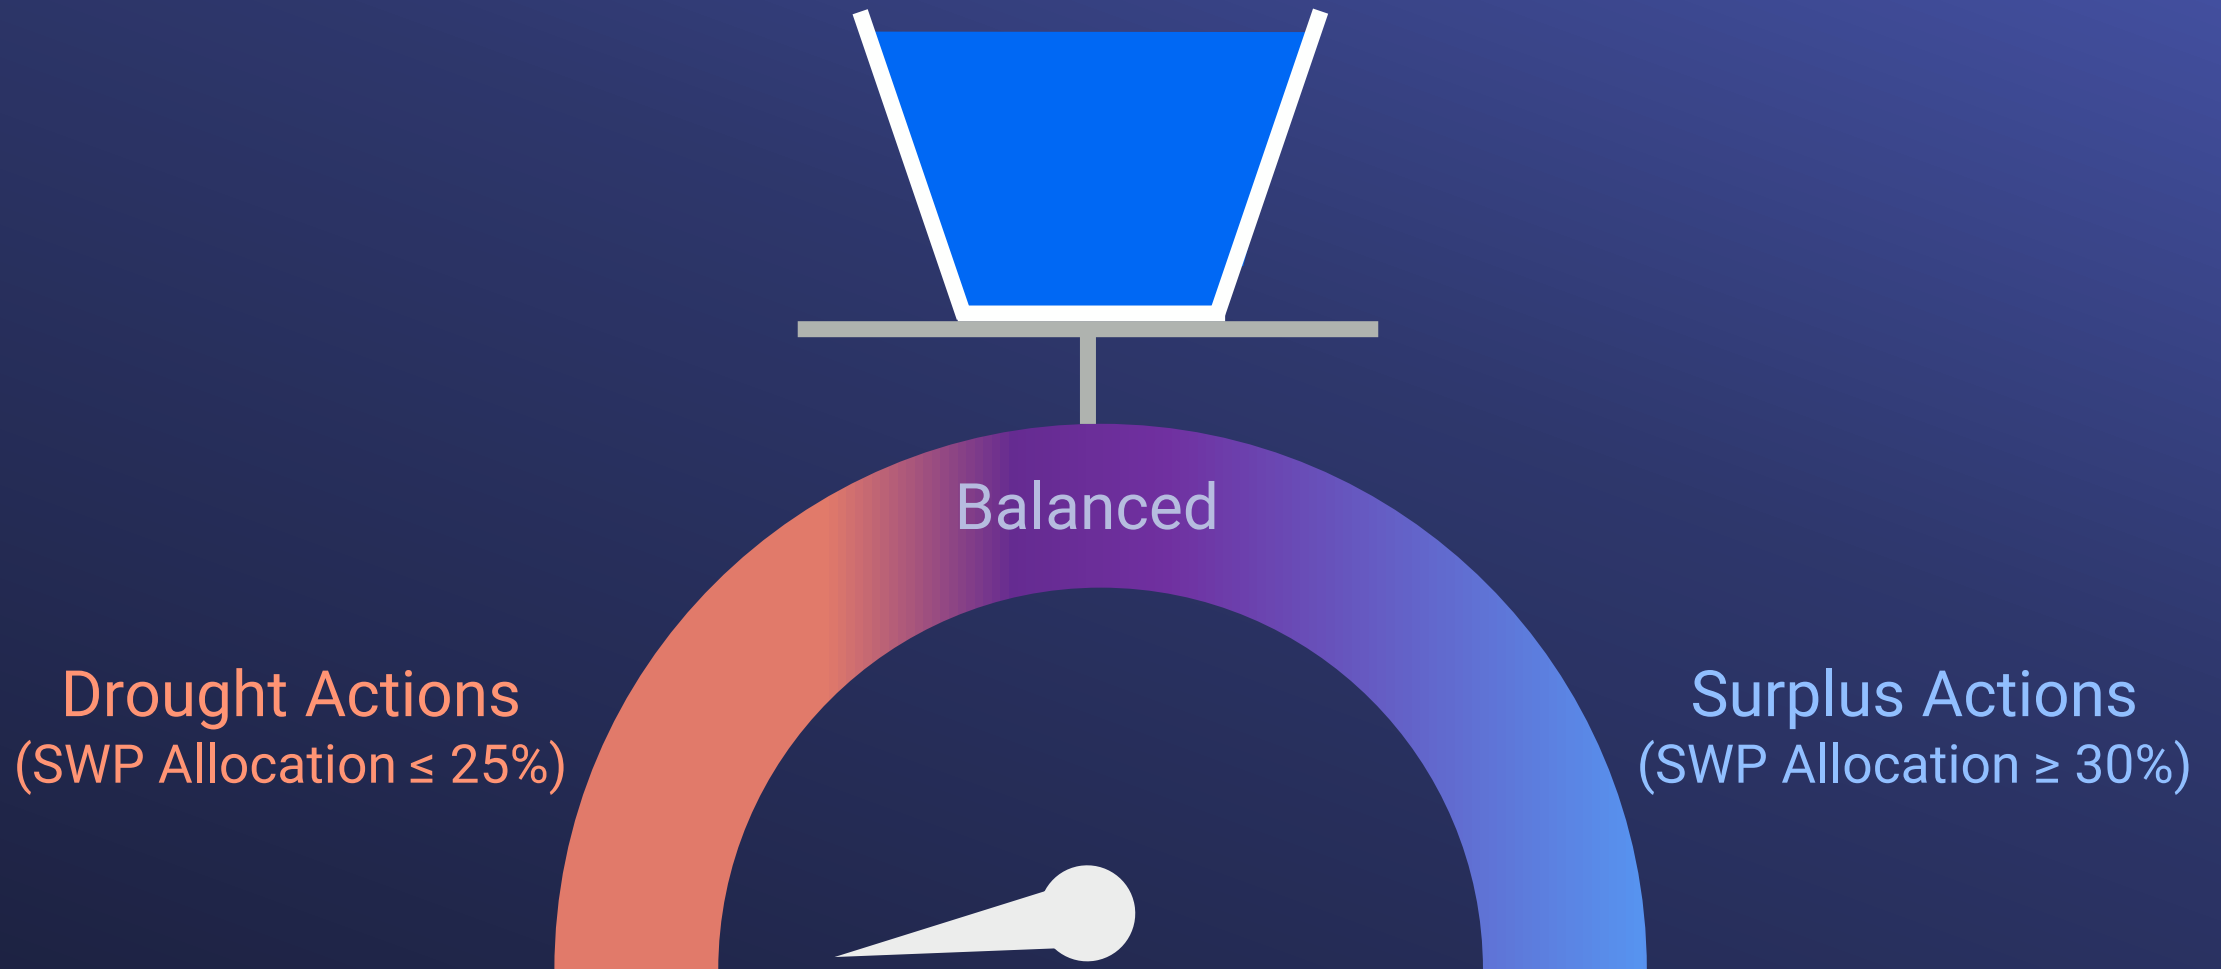 Balanced
Drought Actions
(SWP Allocation ≤ 25%)
Surplus Actions
(SWP Allocation ≥ 30%)